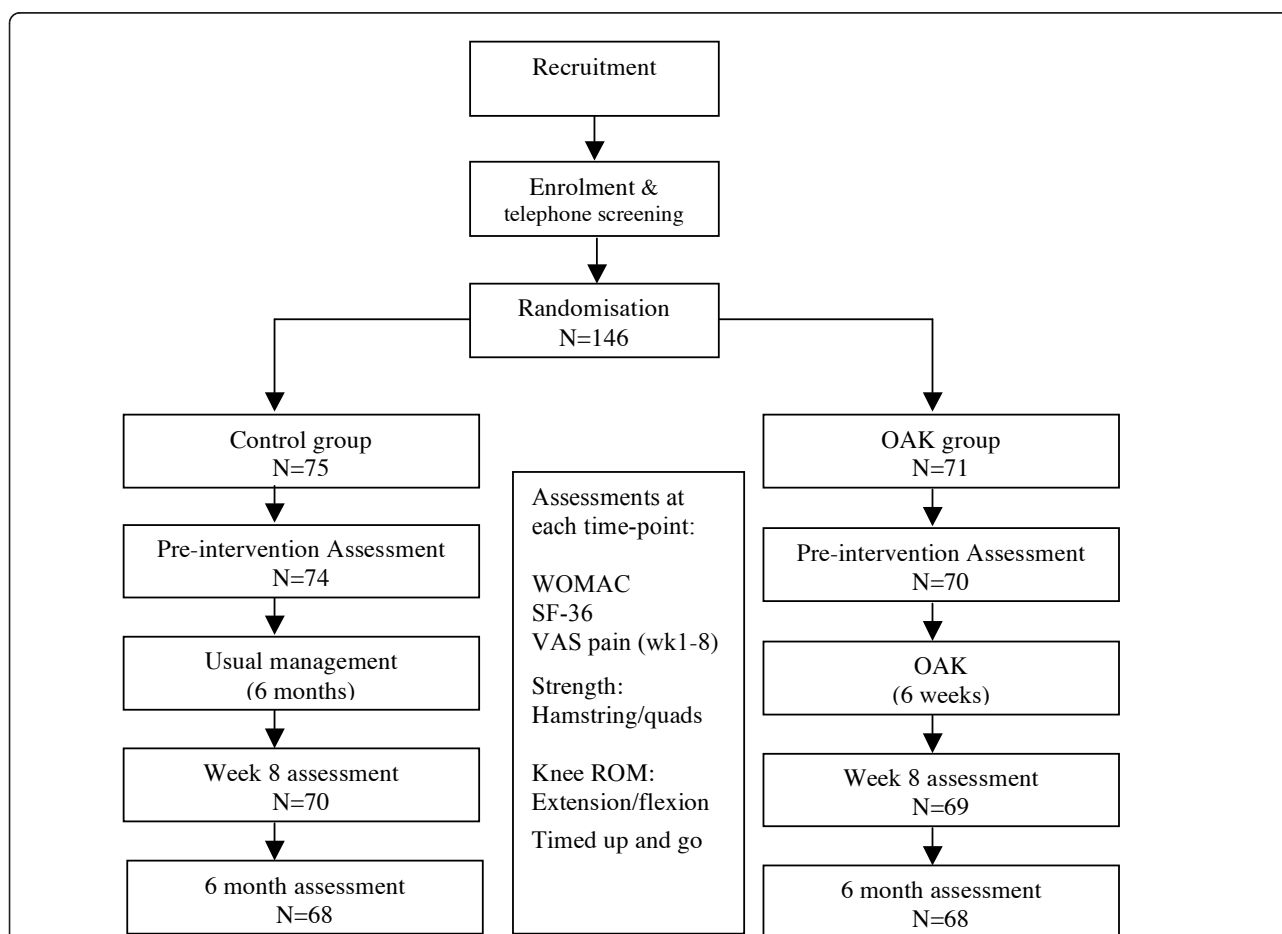 Recruitment
Enrolment &
telephone screening
Randomisation
N=146
Control group
N=75
Pre-intervention Assessment
N=74
Usual management
(6 months)
Week 8 assessment
N=70
6 month assessment
N=68
Assessments at
each time-point:
WOMAC
SF-36
VAS pain (wk1-8)
Strength:
Hamstring/quads
Knee ROM:
Extension/flexion
Timed up and go
OAK group
N=71
Pre-intervention Assessment
N=70
OAK
(6 weeks)
Week 8 assessment
N=69
6 month assessment
N=68